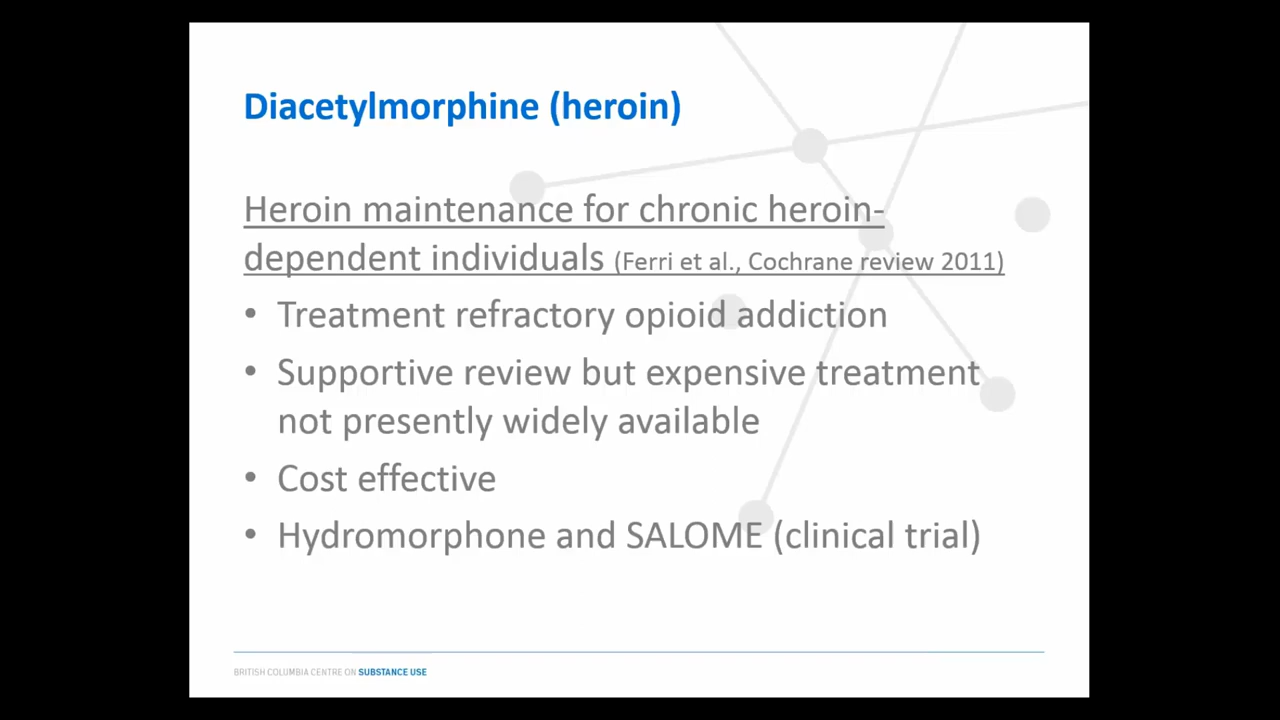 Diacetylmorphine (heroin)
Heroin maintenance for chronic heroin-
dependent individuals (Ferri et al., Cochrane review 2011)
• Treatment refractory opioid addiction
• Supportive review but expensive treatment
not presently widely available
• Cost effective
• Hydromorphone and SALOME (clinical trial)
BRITISH COLUMBIA CENTRE ON SUBSTANCE USE